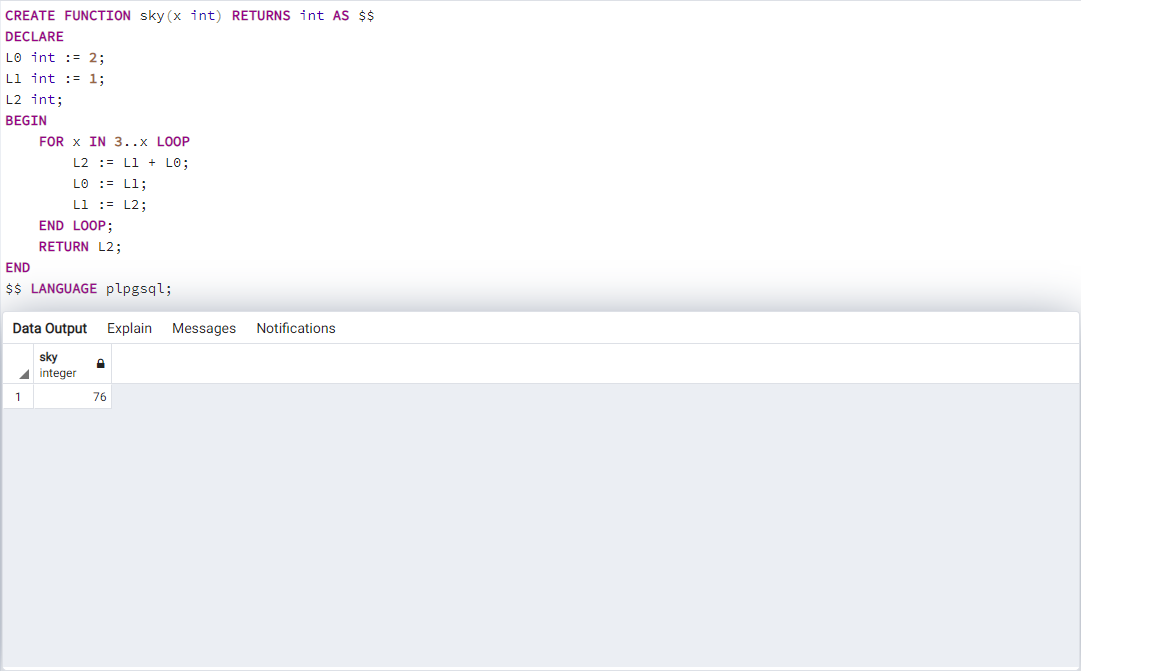 CREATE FUNCTION sky(x int) RETURNS int AS $$
DECLARE
L0 int := 2;
L1 int := 1;
L2 int;
BEGIN
    FOR x IN 3..x LOOP
        L2 := L1 + L0;
        L0 := L1;
        L1 := L2;
    END LOOP;
    RETURN L2;
END
$$ LANGUAGE plpgsql;
Data Output Explain Messages Notifications
sky
integer
1 76